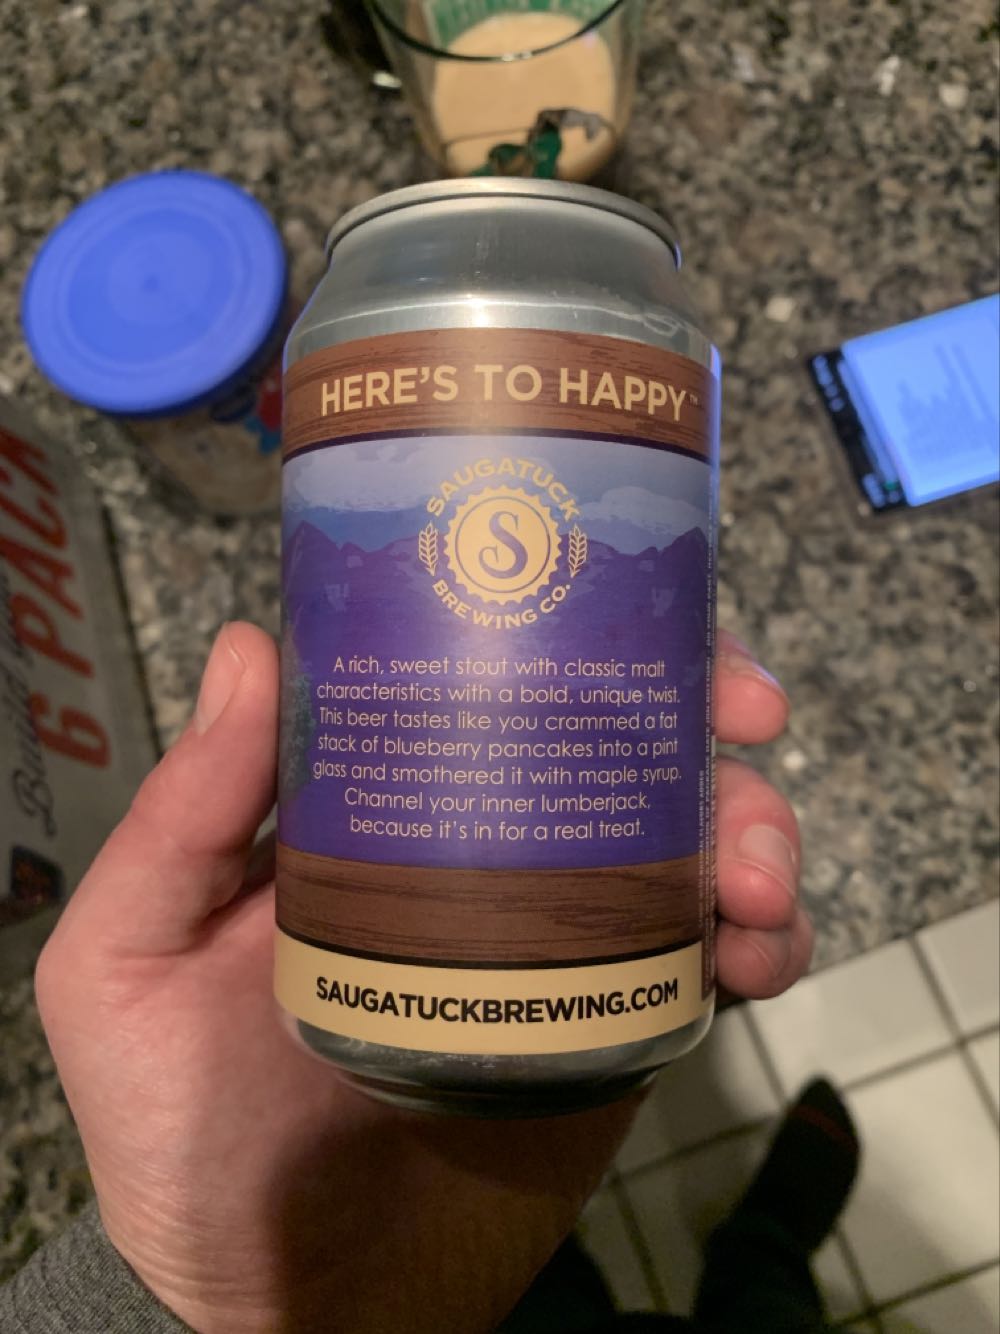 HERE'S TO HAPPY™
SAUGATUCK
S
BREWING CO.
A rich, sweet stout with classic malt
characteristics with a bold, unique twist.
This beer tastes like you crammed a fat
stack of blueberry pancakes into a pint
glass and smothered it with maple syrup.
Channel your inner lumberjack,
because it's in for a real treat.
SAUGATUCKBREWING.COM
6 PACK